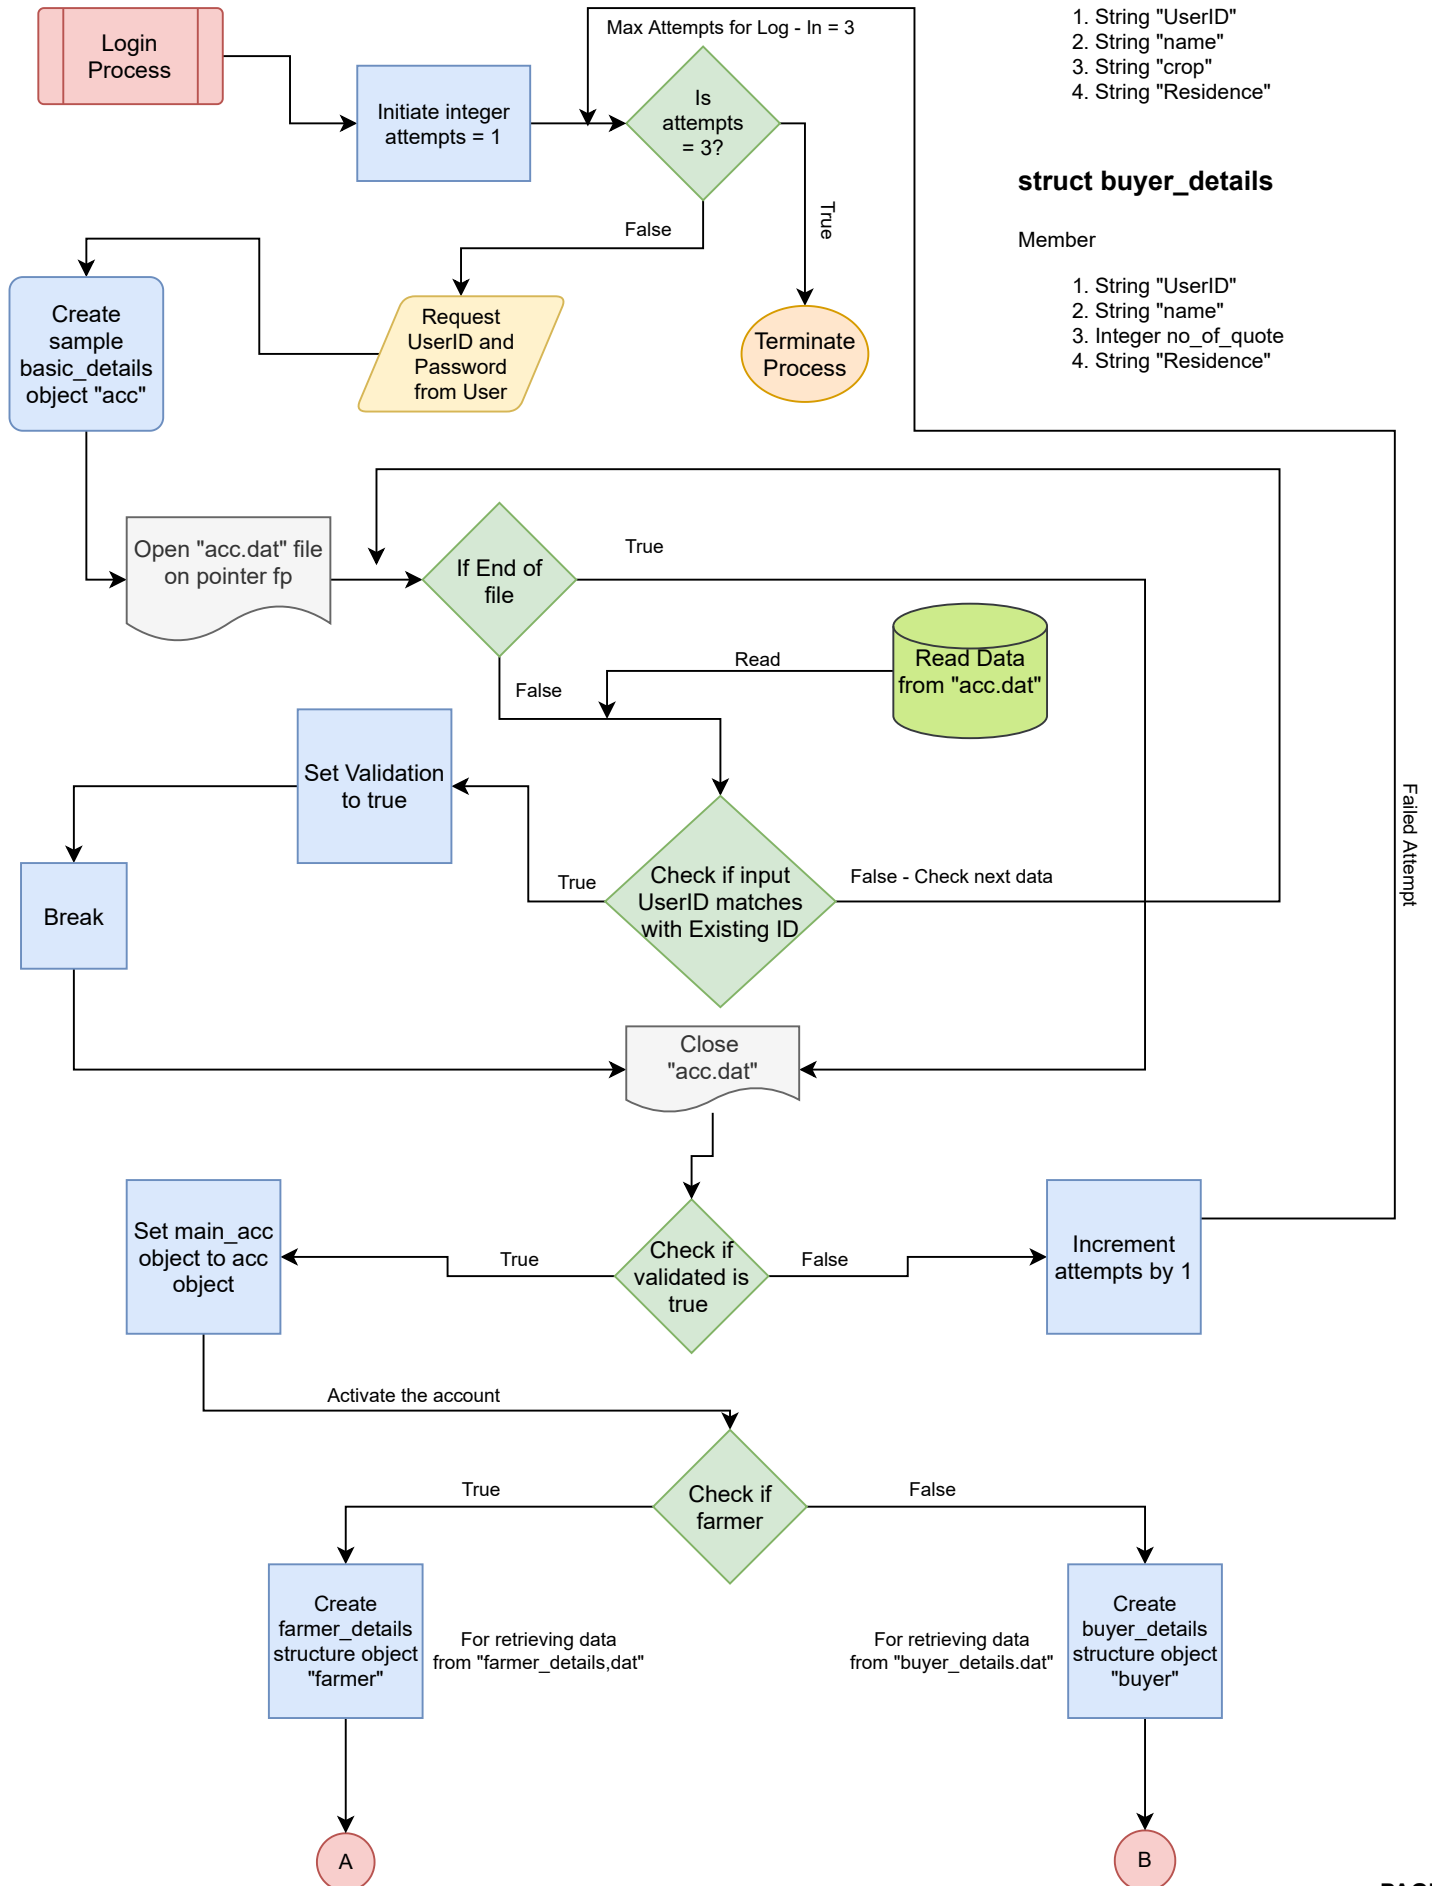 Login
Process
Max Attempts for Log - In = 3
Initiate integer
attempts = 1
Is
attempts
= 3?
1. String "UserID"
2. String "name"
3. String "crop"
4. String "Residence"
struct buyer_details
Member
1. String "UserID"
2. String "name"
3. Integer no_of_quote
4. String "Residence"
False
True
Create
sample
basic_details
object "acc"
Request
UserID and
Password
from User
Terminate
Process
Open "acc.dat" file
on pointer fp
If End of
file
True
False
Read
Read Data
from "acc.dat"
Set Validation
to true
Break
True
Check if input
UserID matches
with Existing ID
False - Check next data
Failed Attempt
Close
"acc.dat"
Set main_acc
object to acc
object
True
Check if
validated is
true
False
Increment
attempts by 1
Activate the account
True
Check if
farmer
False
Create
farmer_details
structure object
"farmer"
For retrieving data
from "farmer_details,dat"
For retrieving data
from "buyer_details.dat"
Create
buyer_details
structure object
"buyer"
A
B